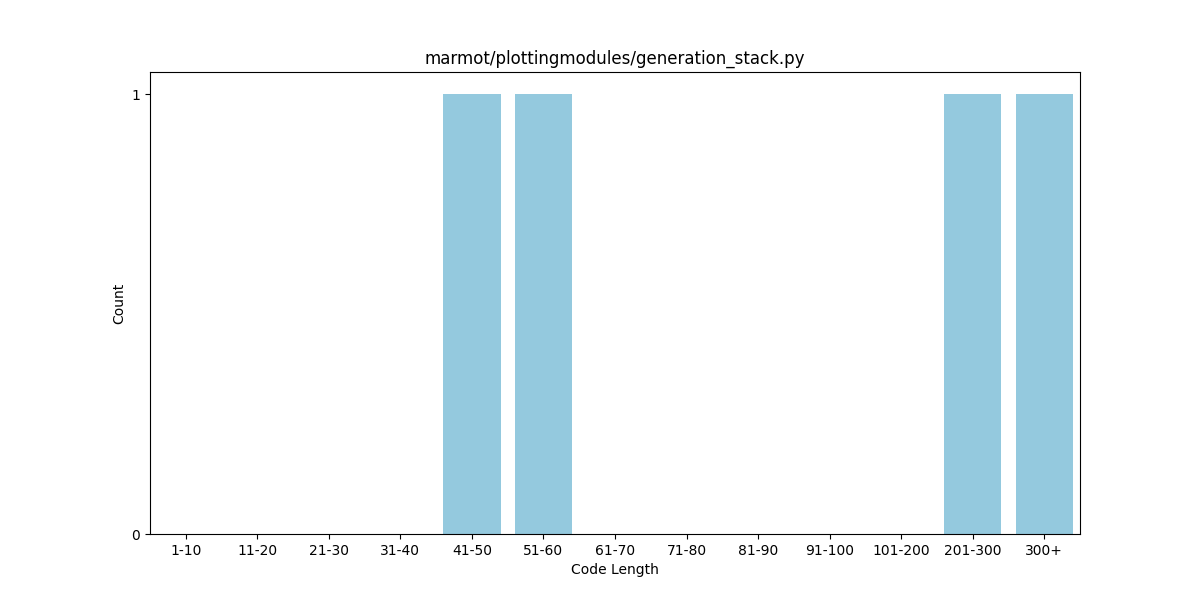 marmot/plottingmodules/generation_stack.py
1
0
Count
1-10 11-20 21-30 31-40 41-50 51-60 61-70 71-80 81-90 91-100 101-200 201-300 300+
Code Length